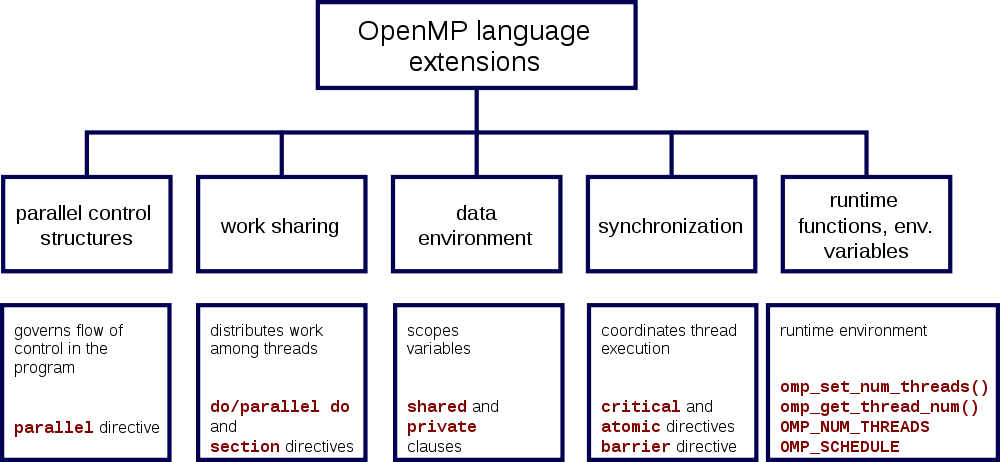 OpenMP language
extensions
parallel control
structures
work sharing
data
environment
synchronization
runtime
functions, env.
variables
governs flow of
control in the
program
parallel directive
distributes work
among threads
do/parallel do
and
section directives
scopes
variables
shared and
private
clauses
coordinates thread
execution
critical and
atomic directives
barrier directive
runtime environment
omp_set_num_threads()
omp_get_thread_num()
OMP_NUM_THREADS
OMP_SCHEDULE